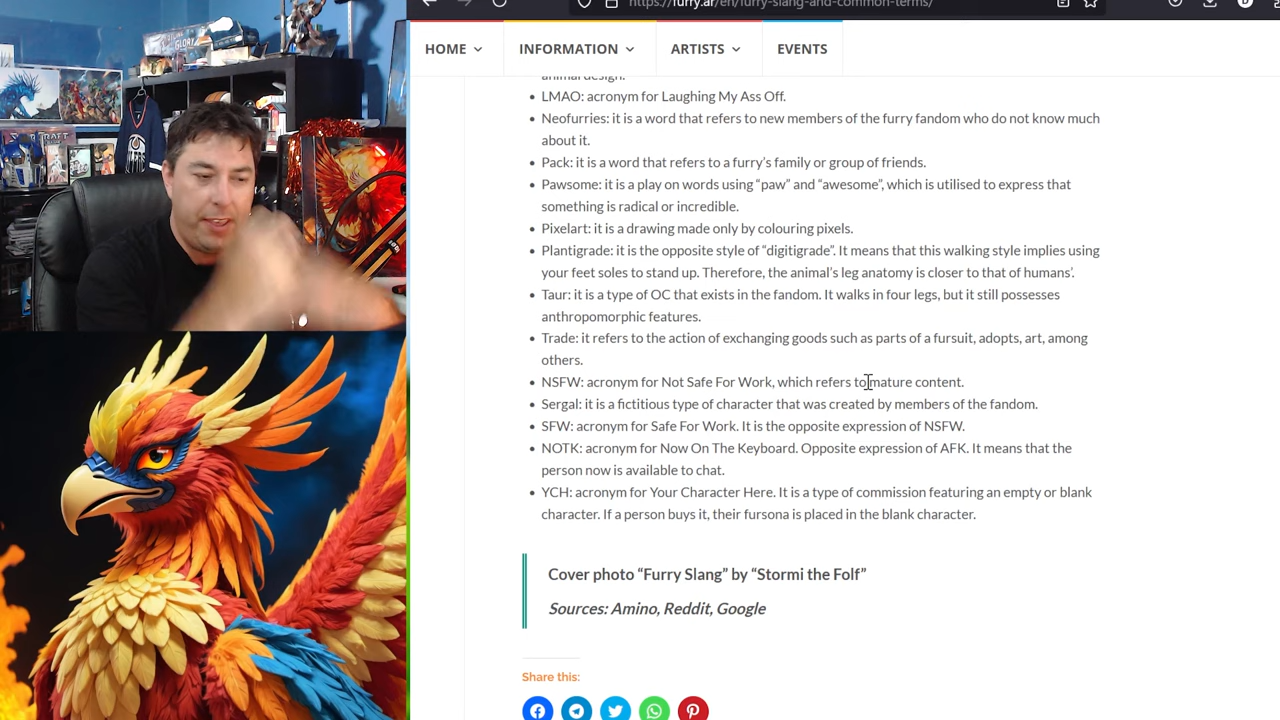 https://furry.ar/en/furry-slang-and-common-terms/
HOME
INFORMATION
ARTISTS
EVENTS
animal design.
LMAO: acronym for Laughing My Ass Off.
Neofurries: it is a word that refers to new members of the furry fandom who do not know much
about it.
Pack: it is a word that refers to a furry’s family or group of friends.
Pawsome: it is a play on words using “paw” and “awesome”, which is utilised to express that
something is radical or incredible.
Pixelart: it is a drawing made only by colouring pixels.
Plantigrade: it is the opposite style of “digitigrade”. It means that this walking style implies using
your feet soles to stand up. Therefore, the animal’s leg anatomy is closer to that of humans’.
Taur: it is a type of OC that exists in the fandom. It walks in four legs, but it still possesses
anthropomorphic features.
Trade: it refers to the action of exchanging goods such as parts of a fursuit, adopts, art, among
others.
NSFW: acronym for Not Safe For Work, which refers to mature content.
Sergal: it is a fictitious type of character that was created by members of the fandom.
SFW: acronym for Safe For Work. It is the opposite expression of NSFW.
NOTK: acronym for Now On The Keyboard. Opposite expression of AFK. It means that the
person now is available to chat.
YCH: acronym for Your Character Here. It is a type of commission featuring an empty or blank
character. If a person buys it, their fursona is placed in the blank character.
Cover photo “Furry Slang” by “Stormi the Folf”
Sources: Amino, Reddit, Google
Share this:
GLORY